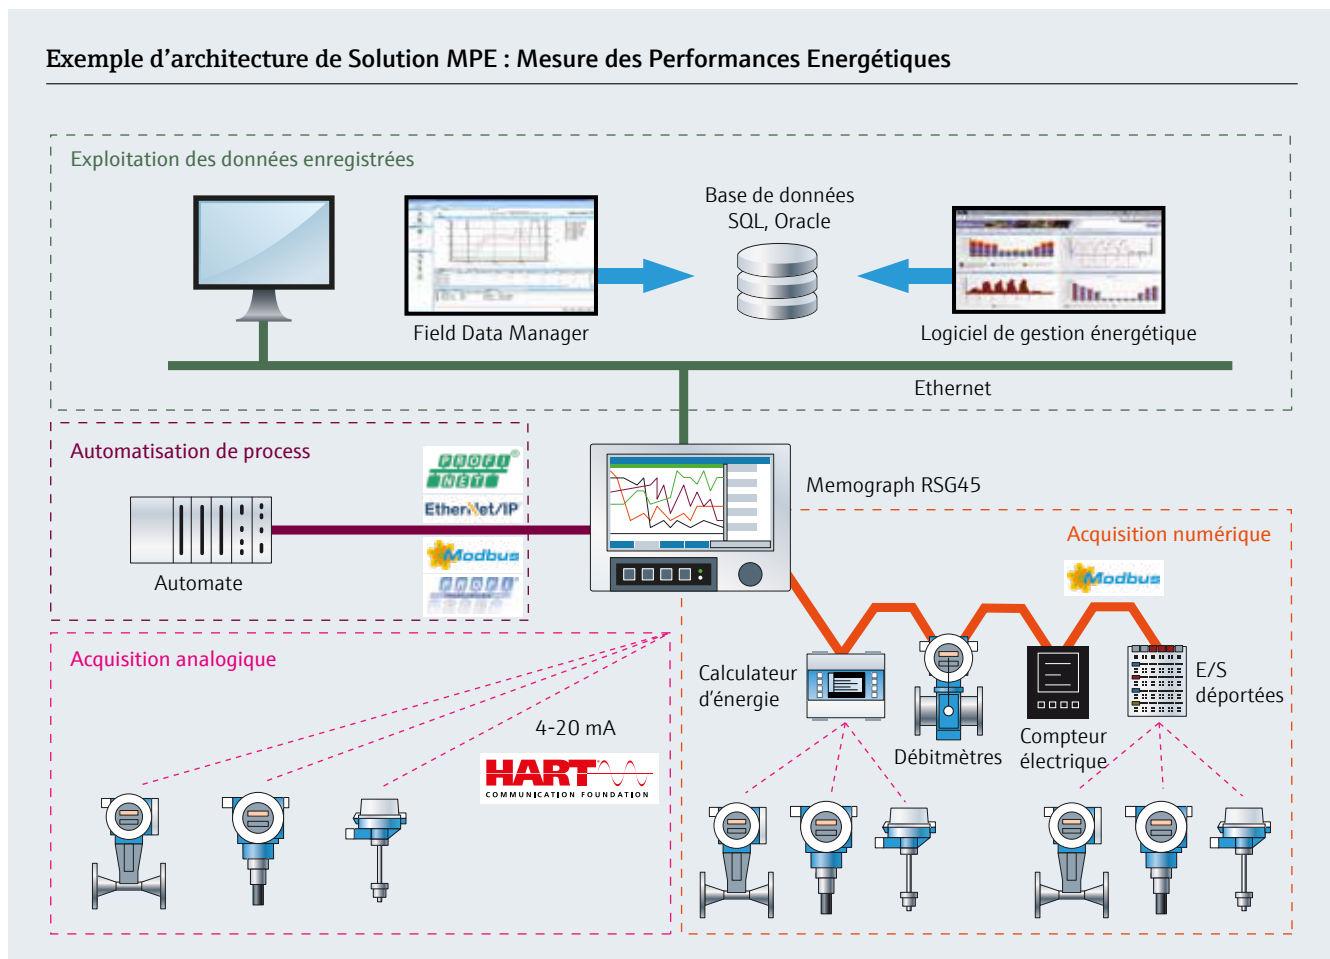 Exemple d’architecture de Solution MPE : Mesure des Performances Energétiques
Exploitation des données enregistrées
Base de données
SQL, Oracle
Field Data Manager
Logiciel de gestion énergétique
Ethernet
Automatisation de process
PROFI
NET
EtherNet/IP
Modbus
PROFI
Automate
Memograph RSG45
Acquisition numérique
Modbus
Acquisition analogique
4-20 mA
HART
COMMUNICATION FOUNDATION
Calculateur
d’énergie
Débitmètres
Compteur
électrique
E/S
déportées